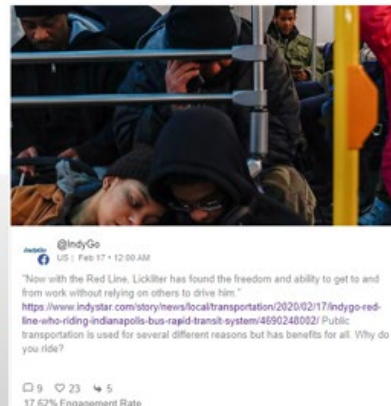 IndyGo
@IndyGo
US | Feb 17 • 12:00 AM
"Now with the Red Line, Lickliter has found the freedom and ability to get to and
from work without relying on others to drive him."
https://www.indystar.com/story/news/local/transportation/2020/02/17/indygo-red-
line-who-riding-indianapolis-bus-rapid-transit-system/4690248002/ Public
transportation is used for several different reasons but has benefits for all. Why do
you ride?
9 23 5
17.62% Engagement Rate